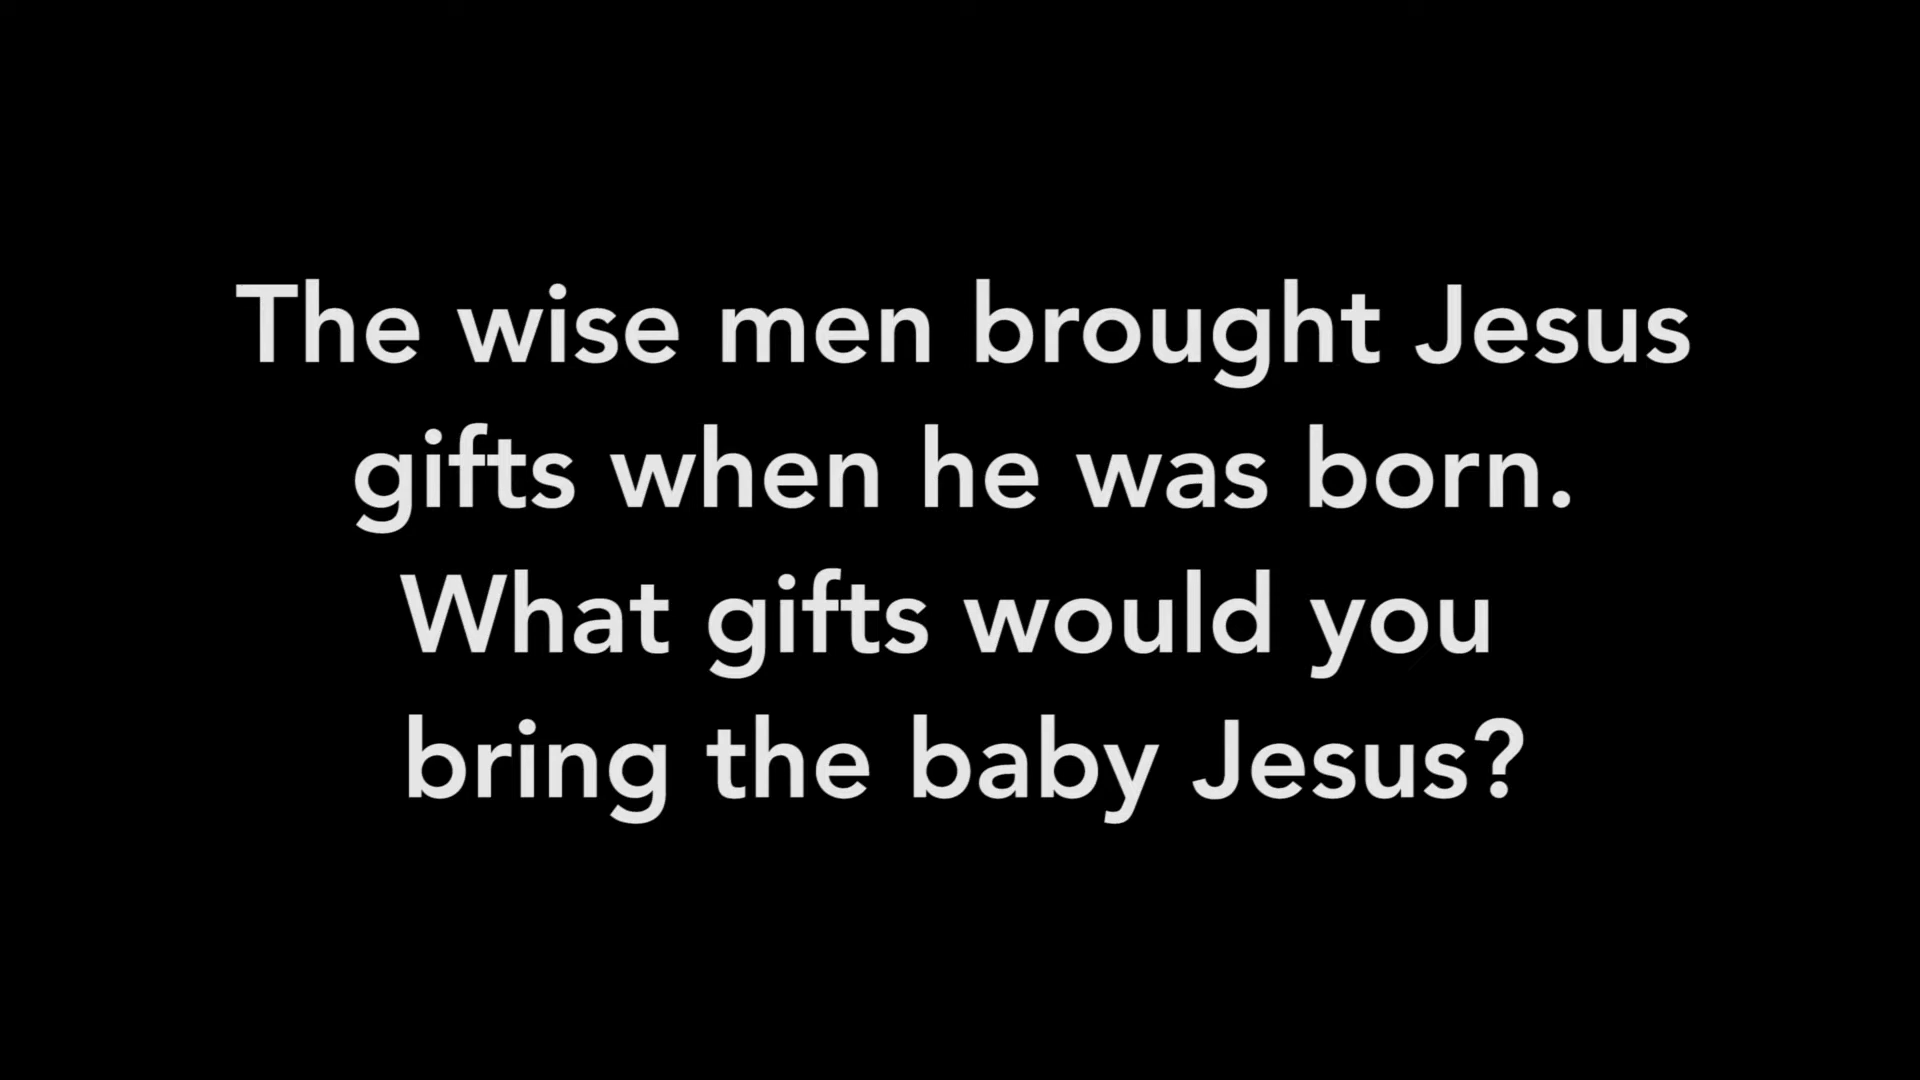 The wise men brought Jesus
gifts when he was born.
What gifts would you
bring the baby Jesus?